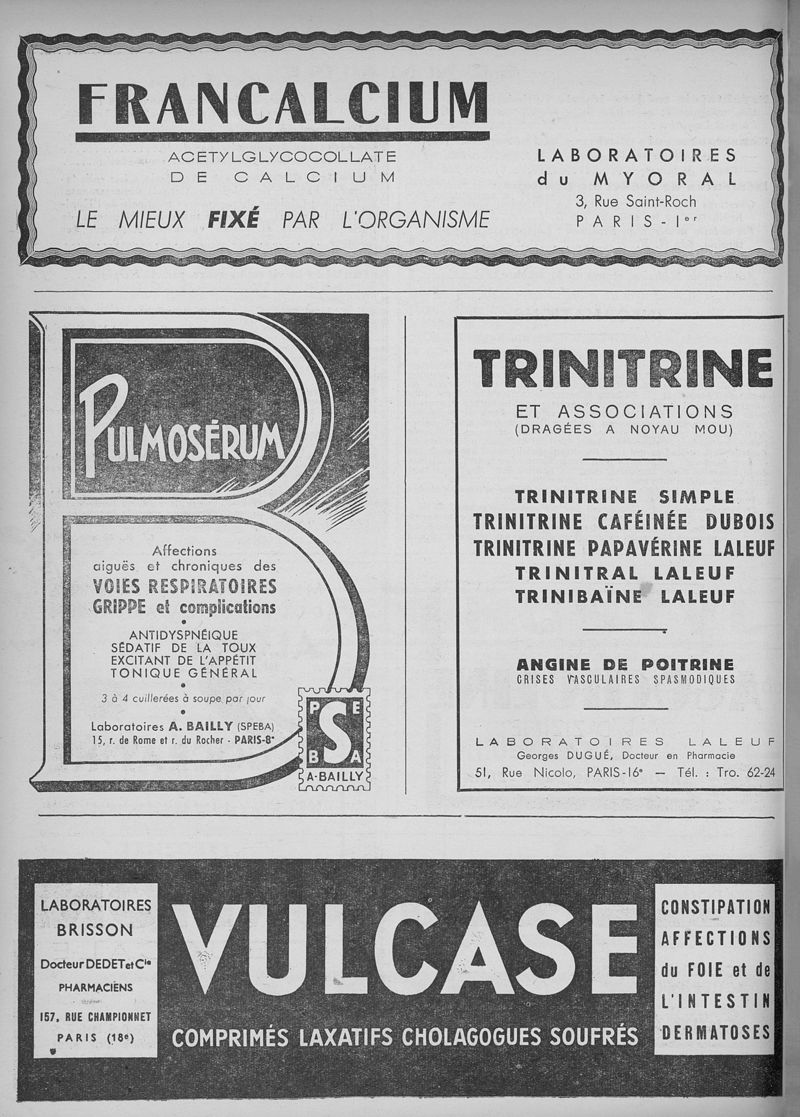 FRANCALCIUM
ACETYLGLYCOCOLLATE
DE CALCIUM
LE MIEUX FIXÉ PAR L'ORGANISME
LABORATOIRES
du MYORAL
3, Rue Saint-Roch
PARIS-Ier
PULMOSÉRUM
Affections
aiguës et chroniques des
VOIES RESPIRATOIRES
GRIPPE et complications
ANTIDYSPNÉIQUE
SÉDATIF DE LA TOUX
EXCITANT DE L'APPÉTIT
TONIQUE GÉNÉRAL
3 à 4 cuillerées à soupe par jour
Laboratoires A. BAILLY (SPEBA)
15, r. de Rome et r. du Rocher - PARIS-8e
P E
S
B A
A·BAILLY
TRINITRINE
ET ASSOCIATIONS
(DRAGÉES A NOYAU MOU)
TRINITRINE SIMPLE
TRINITRINE CAFÉINÉE DUBOIS
TRINITRINE PAPAVÉRINE LALEUF
TRINITRAL LALEUF
TRINIBAÏNE LALEUF
ANGINE DE POITRINE
CRISES VASCULAIRES SPASMODIQUES
LABORATOIRES LALEUF
Georges DUGUÉ, Docteur en Pharmacie
51, Rue Nicolo, PARIS-16e — Tél. : Tro. 62-24
LABORATOIRES
BRISSON
Docteur DEDET et Cie
PHARMACIENS
157, RUE CHAMPIONNET
PARIS (18e)
VULCASE
COMPRIMÉS LAXATIFS CHOLAGOGUES SOUFRÉS
CONSTIPATION
AFFECTIONS
du FOIE et de
L'INTESTIN
DERMATOSES